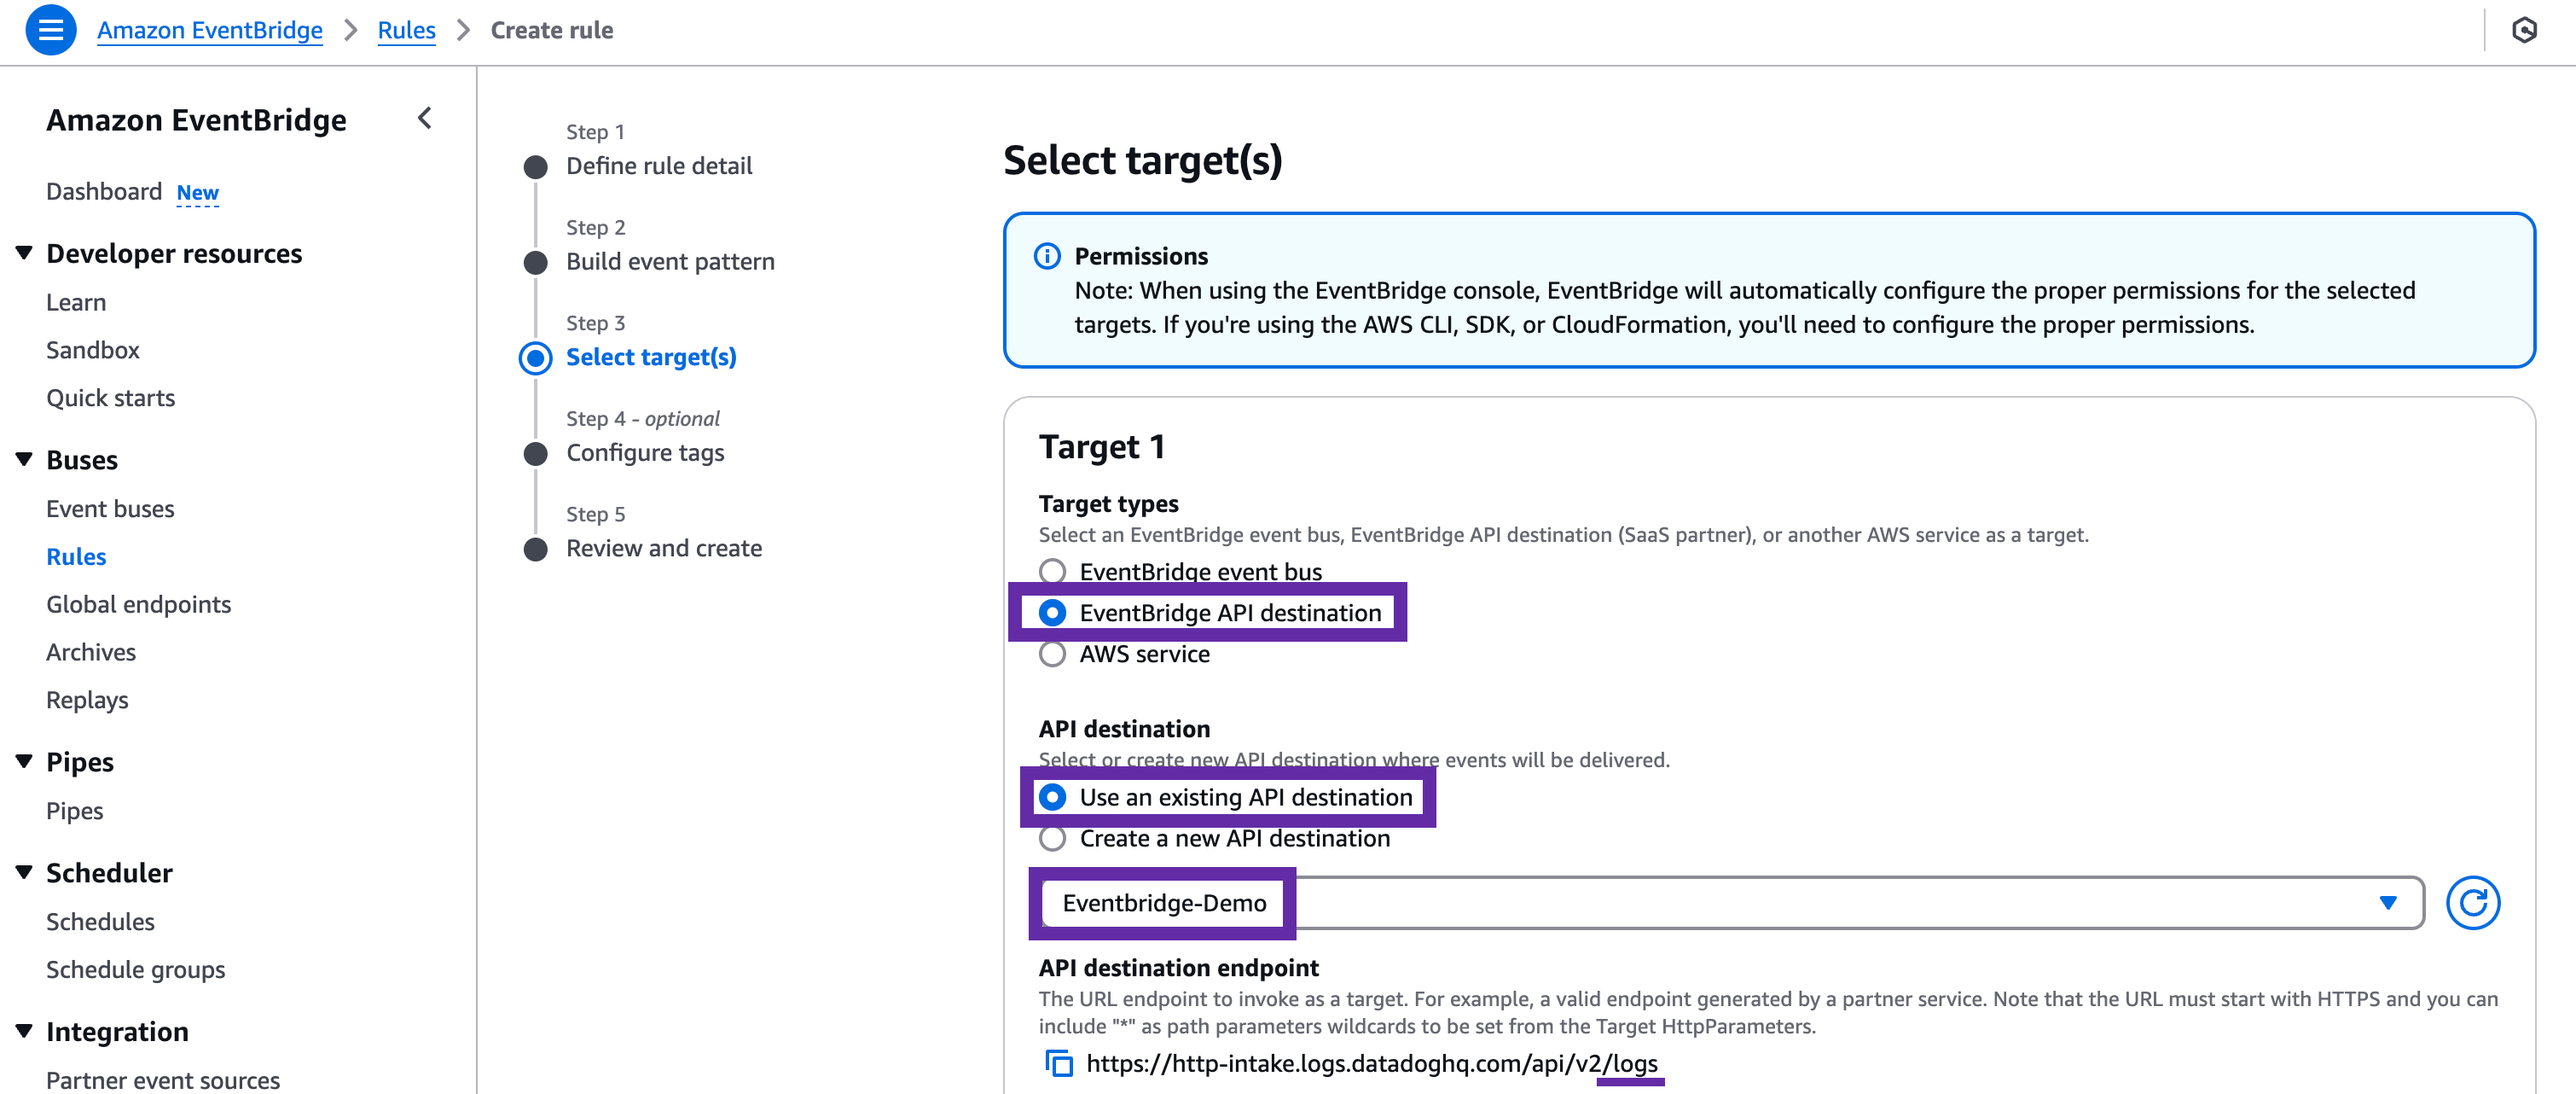 Amazon EventBridge > Rules > Create rule
Amazon EventBridge
Dashboard New
Developer resources
Learn
Sandbox
Quick starts
Buses
Event buses
Rules
Global endpoints
Archives
Replays
Pipes
Pipes
Scheduler
Schedules
Schedule groups
Integration
Partner event sources
Step 1
Define rule detail
Step 2
Build event pattern
Step 3
Select target(s)
Step 4 - optional
Configure tags
Step 5
Review and create
Select target(s)
Permissions
Note: When using the EventBridge console, EventBridge will automatically configure the proper permissions for the selected
targets. If you're using the AWS CLI, SDK, or CloudFormation, you'll need to configure the proper permissions.
Target 1
Target types
Select an EventBridge event bus, EventBridge API destination (SaaS partner), or another AWS service as a target.
EventBridge event bus
EventBridge API destination
AWS service
API destination
Select or create new API destination where events will be delivered.
Use an existing API destination
Create a new API destination
Eventbridge-Demo
API destination endpoint
The URL endpoint to invoke as a target. For example, a valid endpoint generated by a partner service. Note that the URL must start with HTTPS and you can
include "*" as path parameters wildcards to be set from the Target HttpParameters.
https://http-intake.logs.datadoghq.com/api/v2/logs